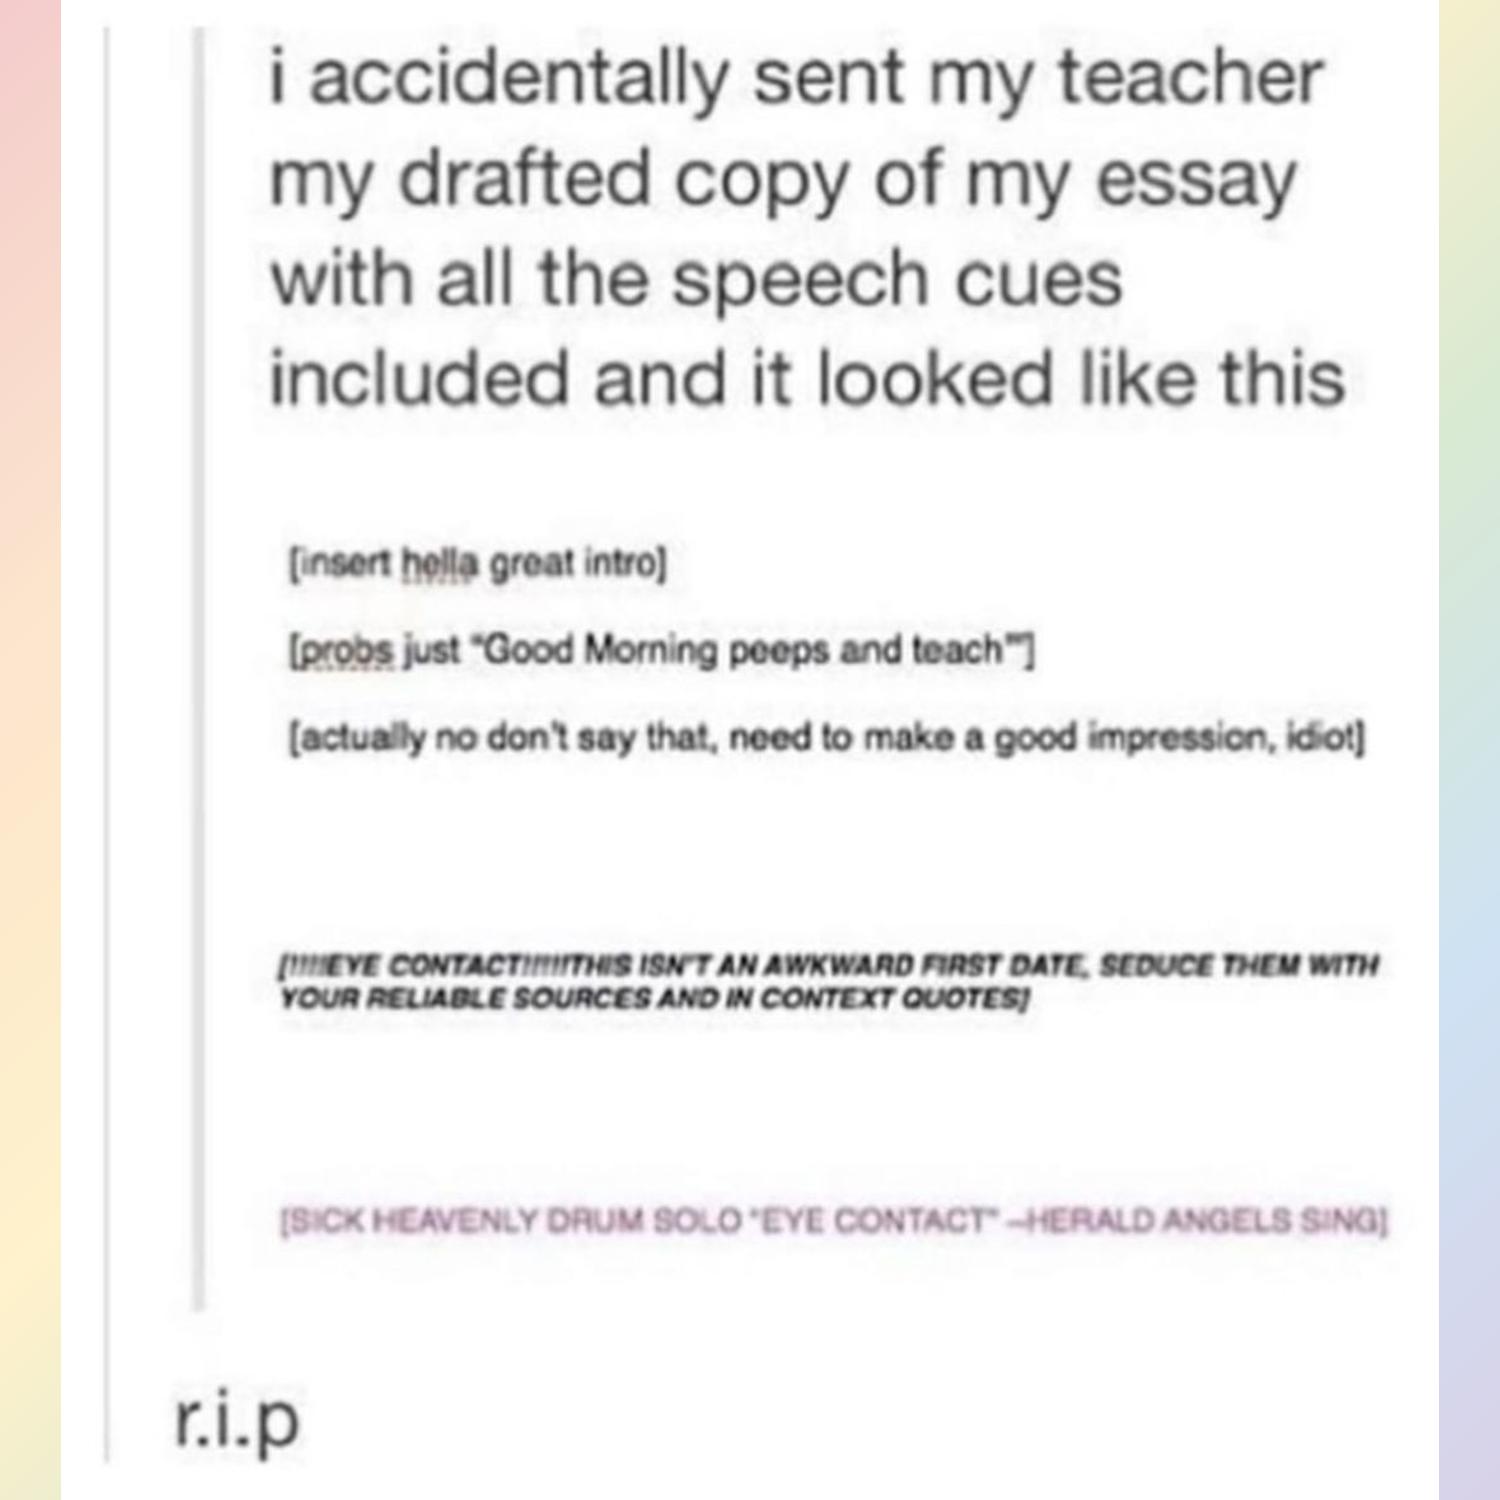 i accidentally sent my teacher
my drafted copy of my essay
with all the speech cues
included and it looked like this
[insert hella great intro]
[probs just “Good Morning peeps and teach”']
[actually no don't say that, need to make a good impression, idiot]
[!!!!EYE CONTACT!!!!!THIS ISN'T AN AWKWARD FIRST DATE, SEDUCE THEM WITH
YOUR RELIABLE SOURCES AND IN CONTEXT QUOTES]
[SICK HEAVENLY DRUM SOLO "EYE CONTACT" –HERALD ANGELS SING]
r.i.p